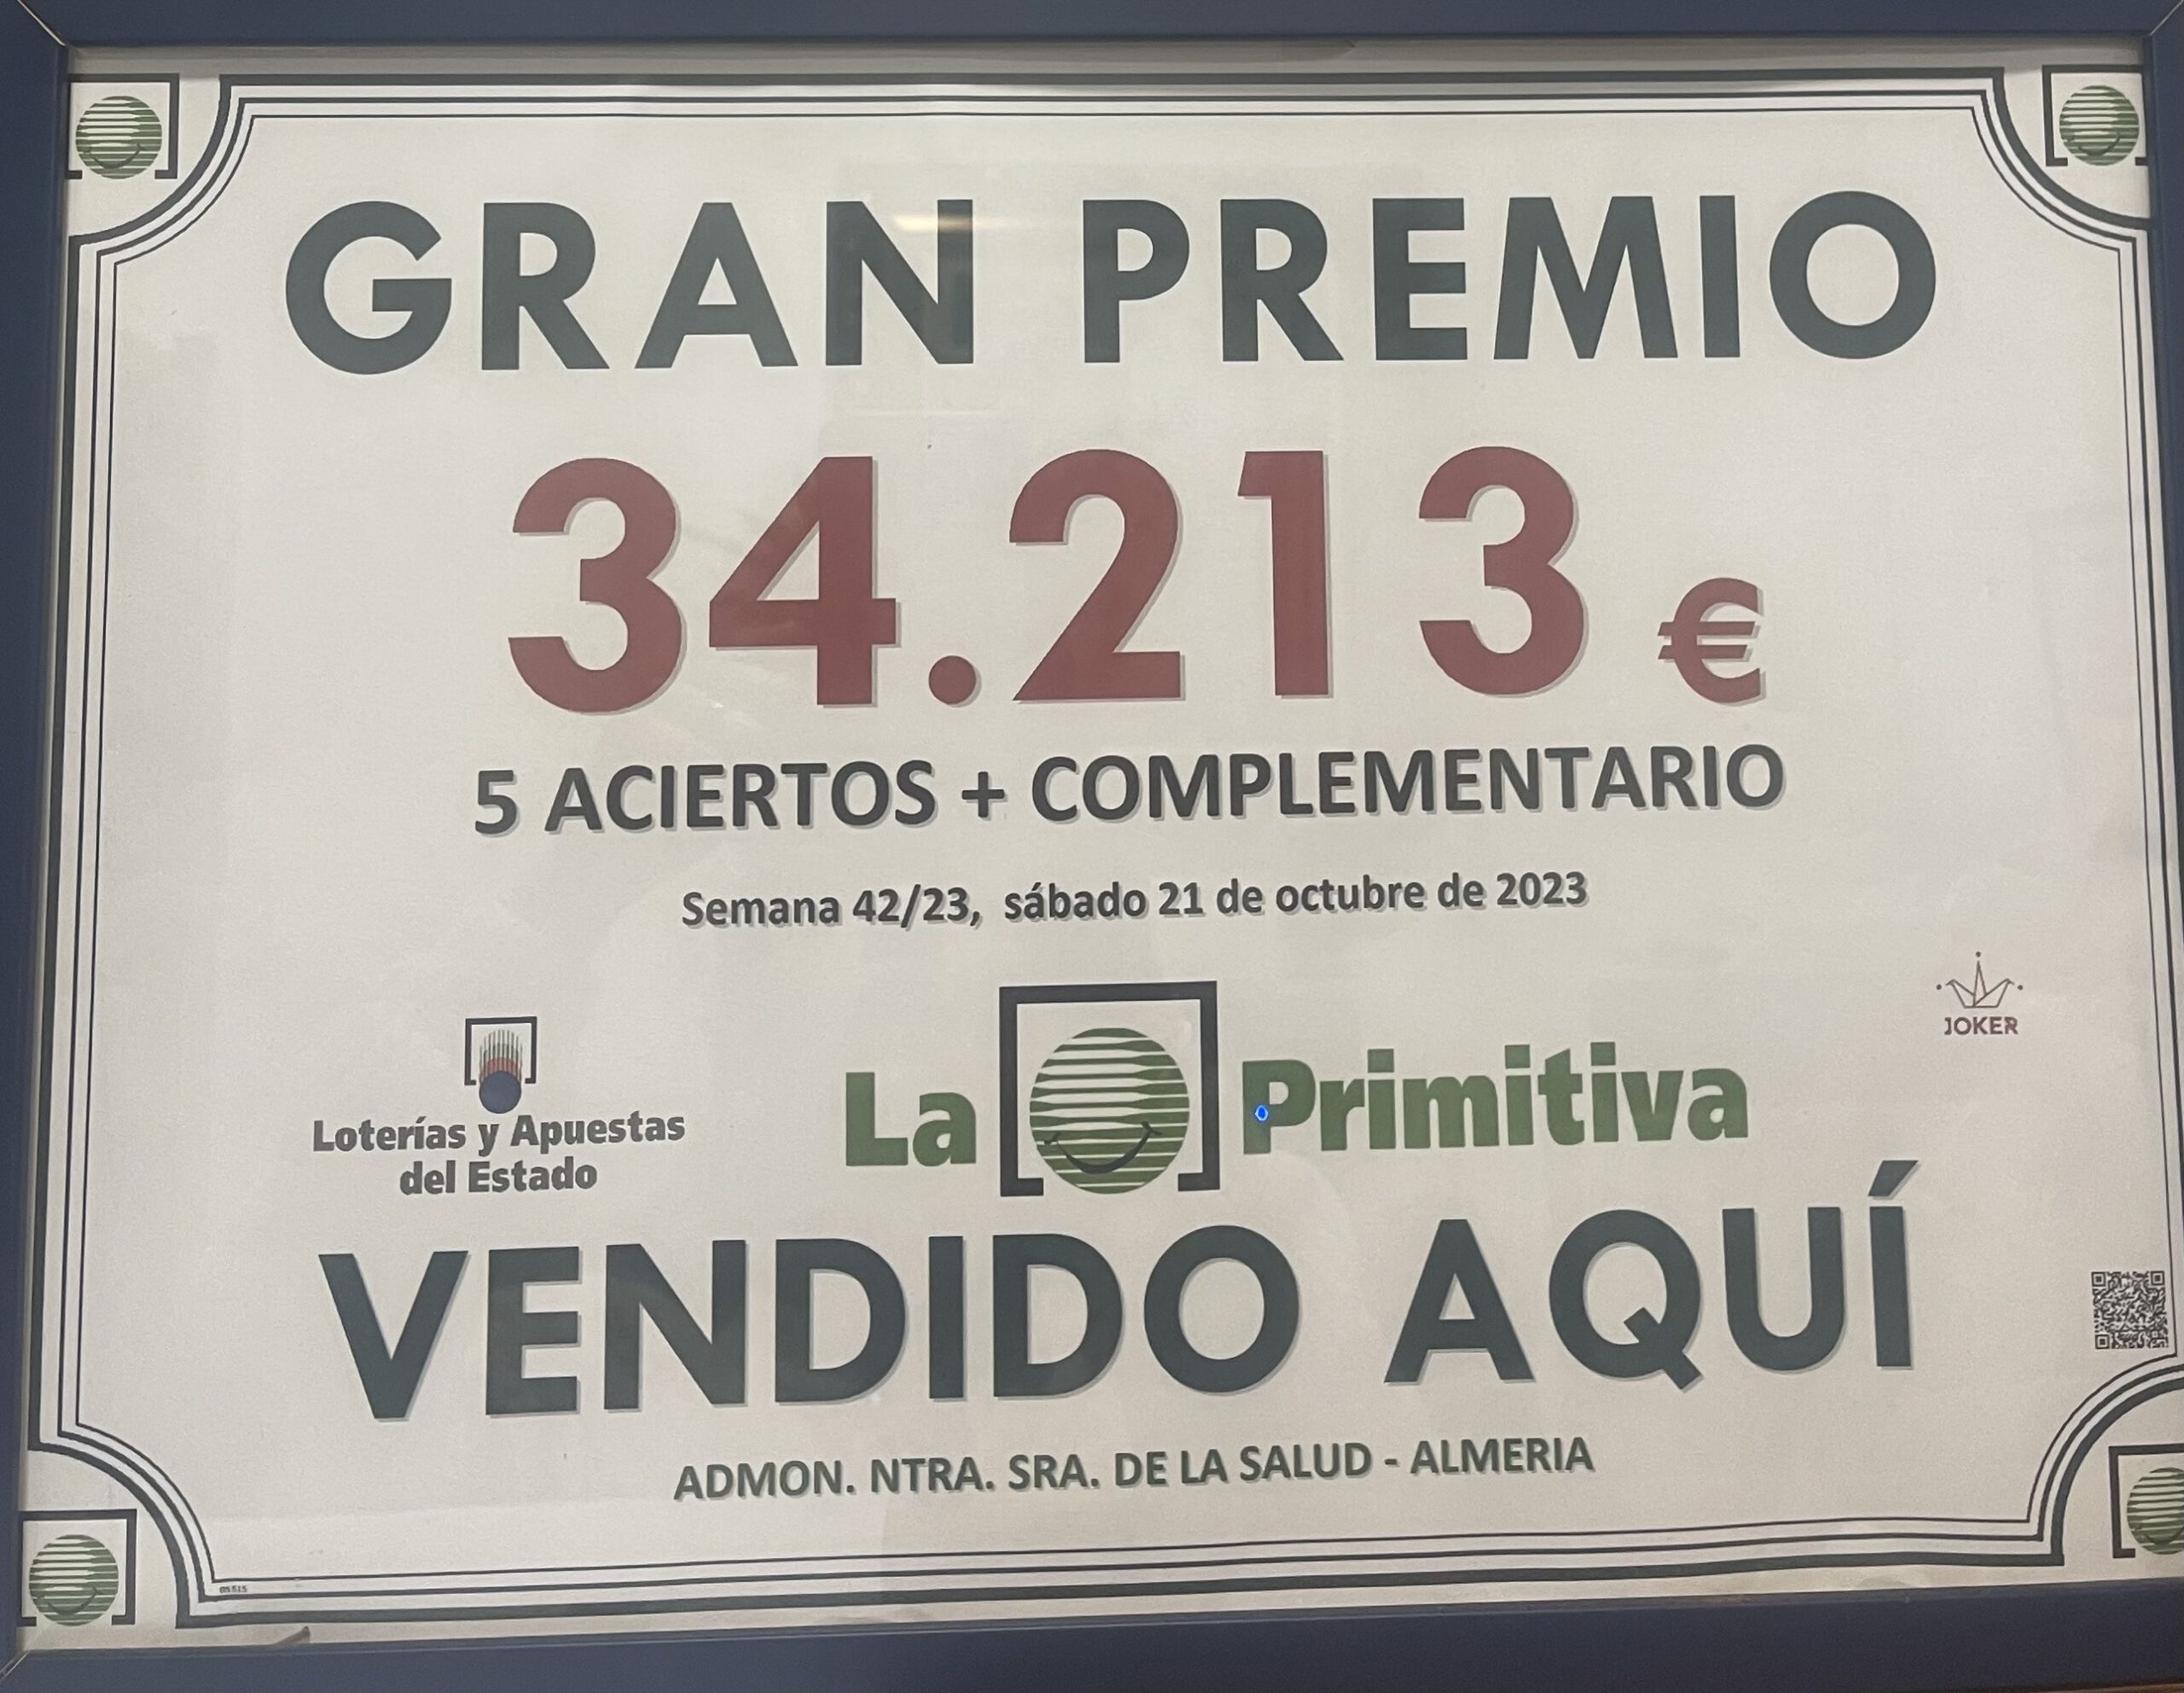 GRAN PREMIO
34.213 €
5 ACIERTOS + COMPLEMENTARIO
Semana 42/23, sábado 21 de octubre de 2023
JOKER
Loterías y Apuestas
del Estado
La Primitiva
VENDIDO AQUÍ
ADMON. NTRA. SRA. DE LA SALUD - ALMERIA